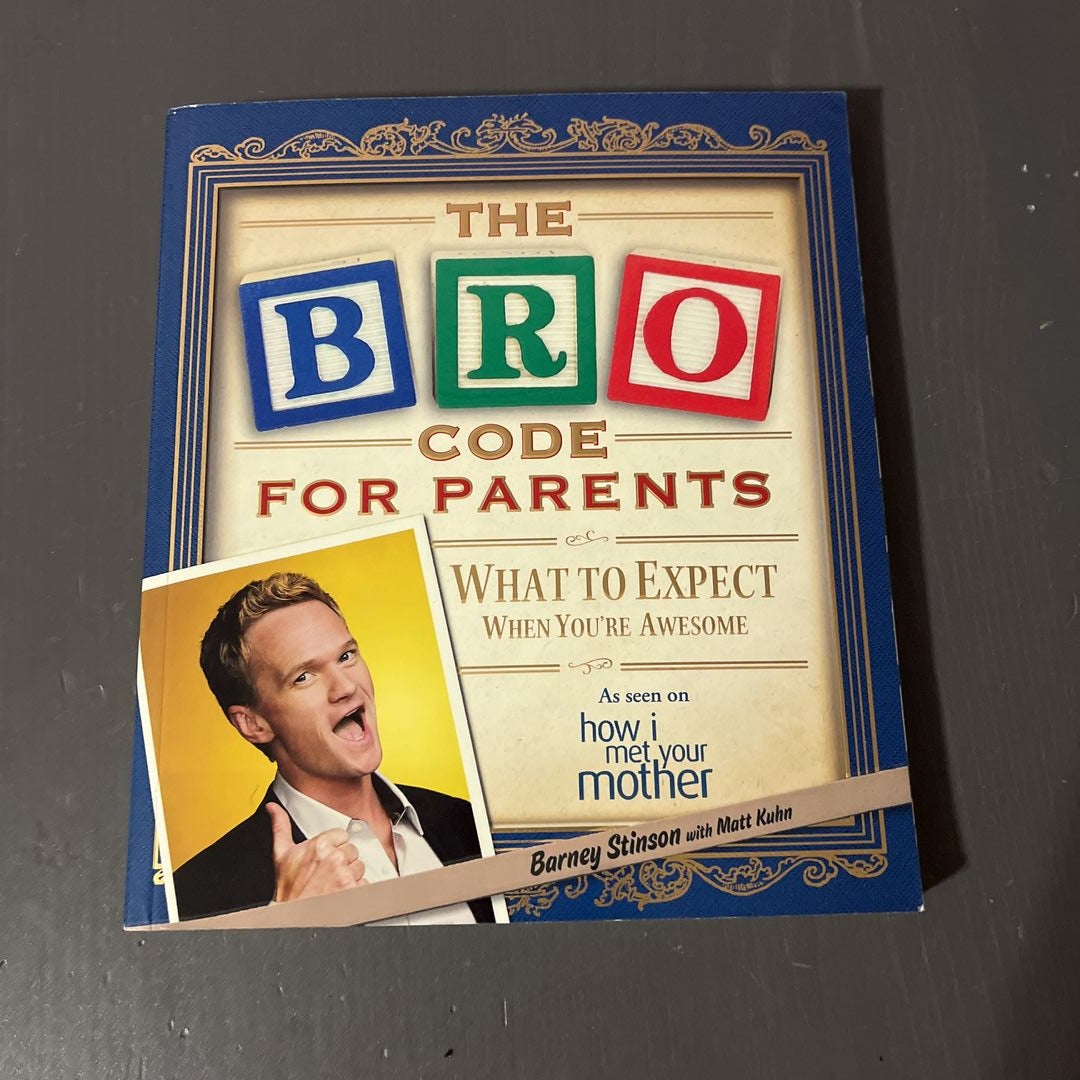 THE
BRO
CODE
FOR PARENTS
WHAT TO EXPECT
WHEN YOU'RE AWESOME
As seen on
how i
met your
mother
Barney Stinson with Matt Kuhn